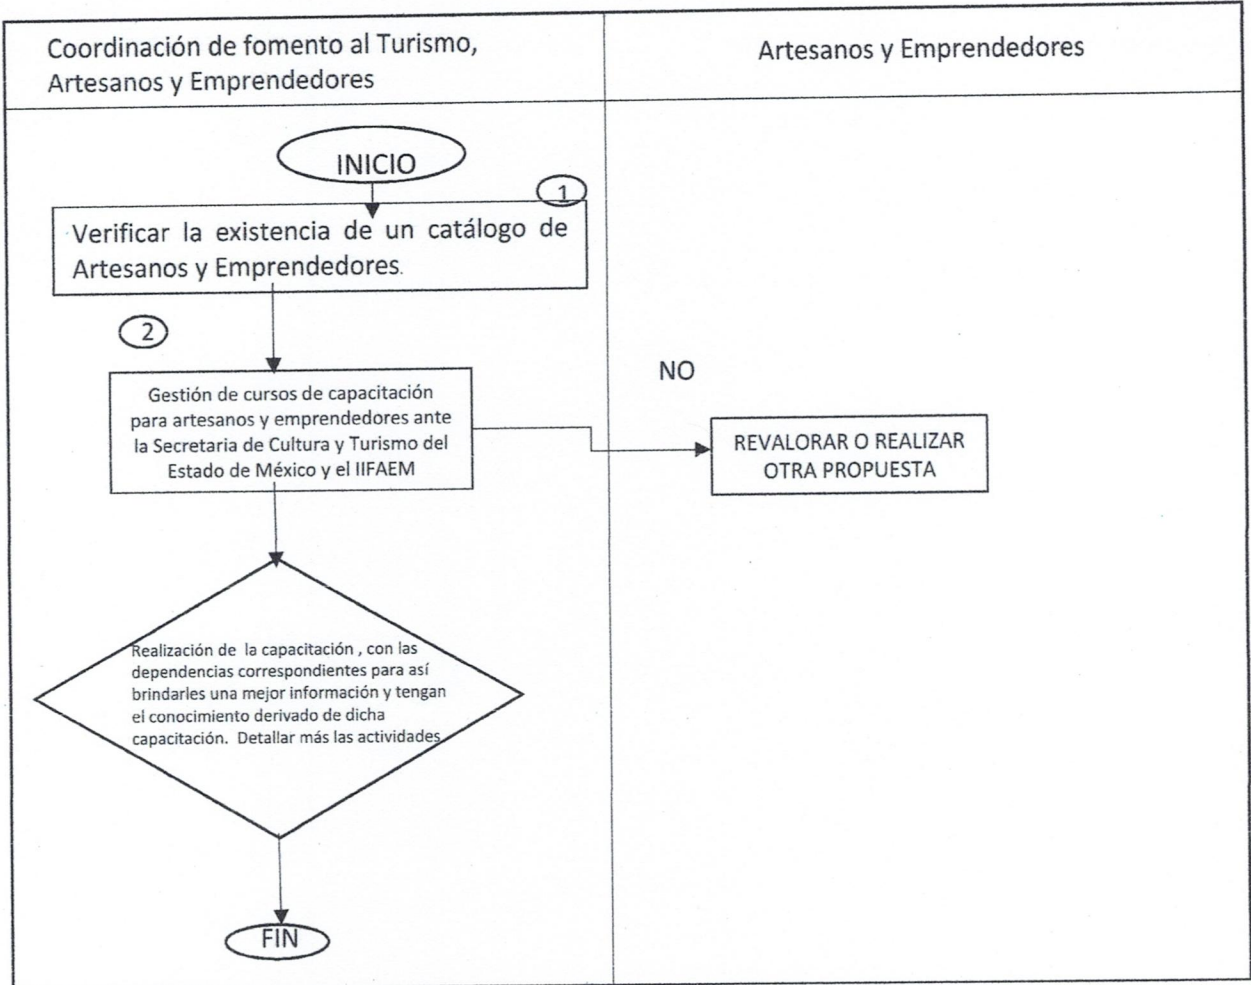 Coordinación de fomento al Turismo,
Artesanos y Emprendedores
Artesanos y Emprendedores
INICIO
1
Verificar la existencia de un catálogo de
Artesanos y Emprendedores.
2
Gestión de cursos de capacitación
para artesanos y emprendedores ante
la Secretaria de Cultura y Turismo del
Estado de México y el IIFAEM
NO
REVALORAR O REALIZAR
OTRA PROPUESTA
Realización de la capacitación , con las
dependencias correspondientes para así
brindarles una mejor información y tengan
el conocimiento derivado de dicha
capacitación. Detallar más las actividades
FIN